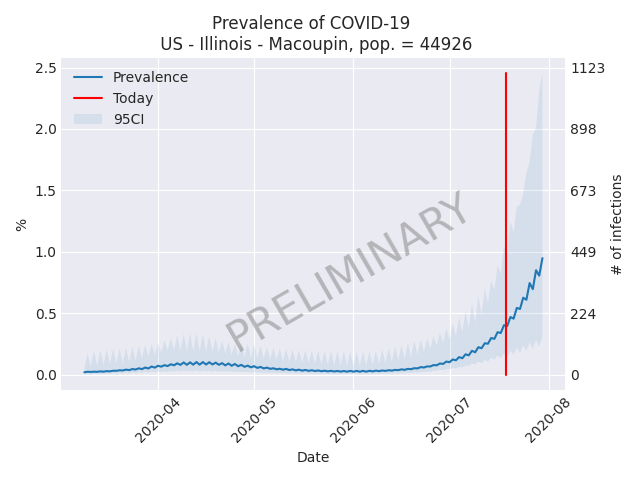 Prevalence of COVID-19
US - Illinois - Macoupin, pop. = 44926
Prevalence
Today
95CI
2.5
2.0
1.5
1.0
0.5
0.0
%
1123
898
673
449
224
0
# of infections
PRELIMINARY
2020-04
2020-05
2020-06
2020-07
2020-08
Date